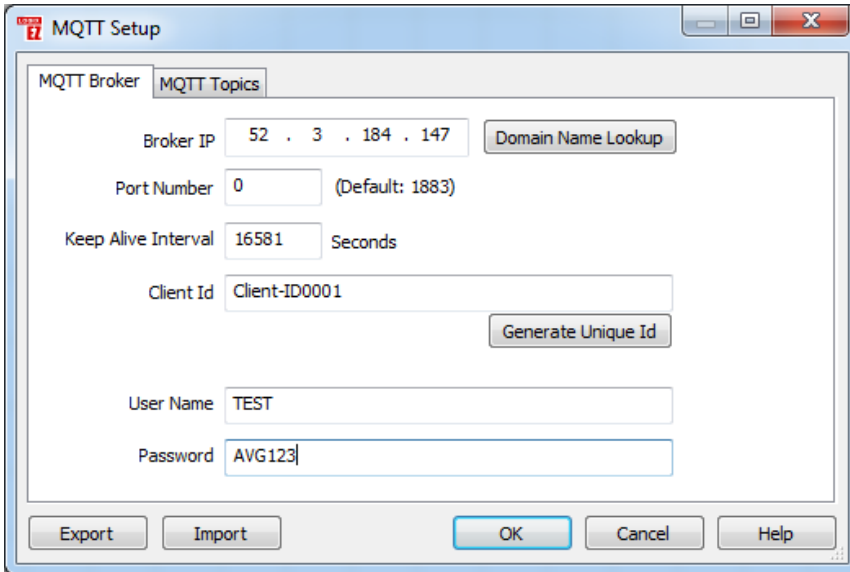 LOGIX
EZ
MQTT Setup
MQTT Broker MQTT Topics
Broker IP 52 . 3 . 184 . 147 Domain Name Lookup
Port Number 0 (Default: 1883)
Keep Alive Interval 16581 Seconds
Client Id Client-ID0001
Generate Unique Id
User Name TEST
Password AVG123
Export Import OK Cancel Help